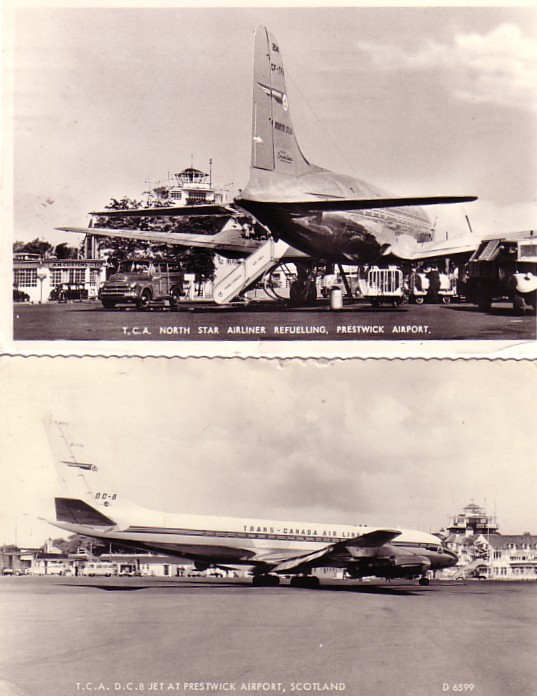 T.C.A. NORTH STAR AIRLINER REFUELLING, PRESTWICK AIRPORT.
DC-8
TRANS-CANADA AIR LINES
T.C.A. D.C.8 JET AT PRESTWICK AIRPORT, SCOTLAND D 6599